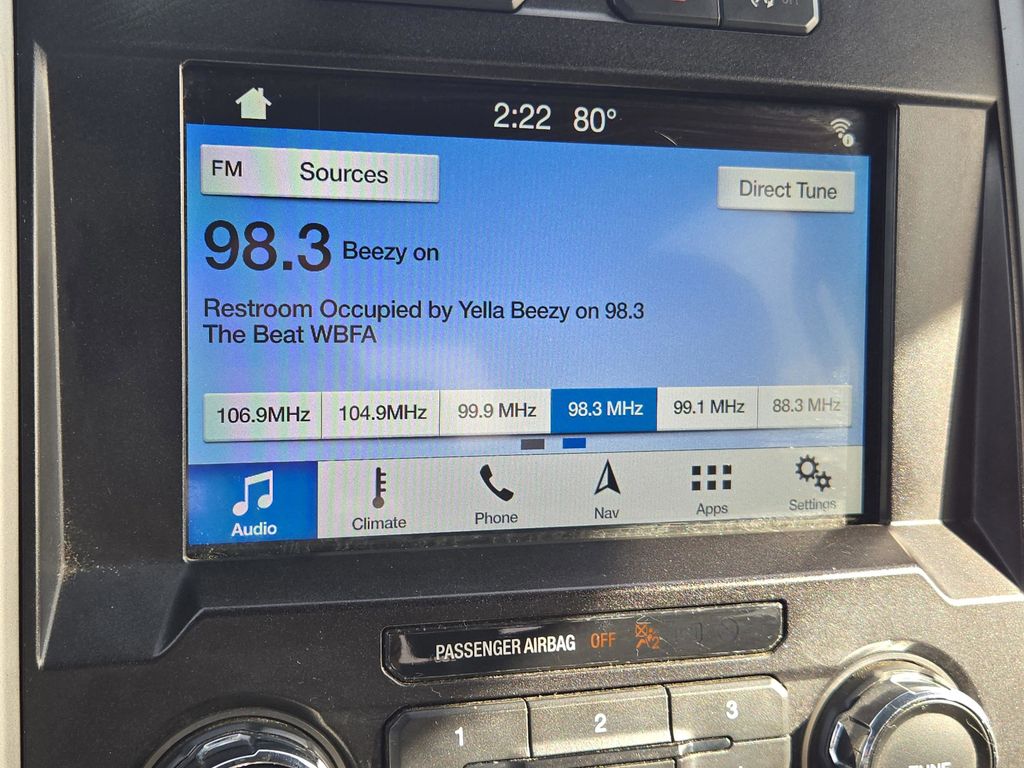 2:22 80°
FM Sources
Direct Tune
98.3 Beezy on
Restroom Occupied by Yella Beezy on 98.3
The Beat WBFA
106.9MHz 104.9MHz 99.9 MHz 98.3 MHz 99.1 MHz 88.3 MHz
Audio Climate Phone Nav Apps Settings
PASSENGER AIRBAG OFF
1 2 3
TUNE